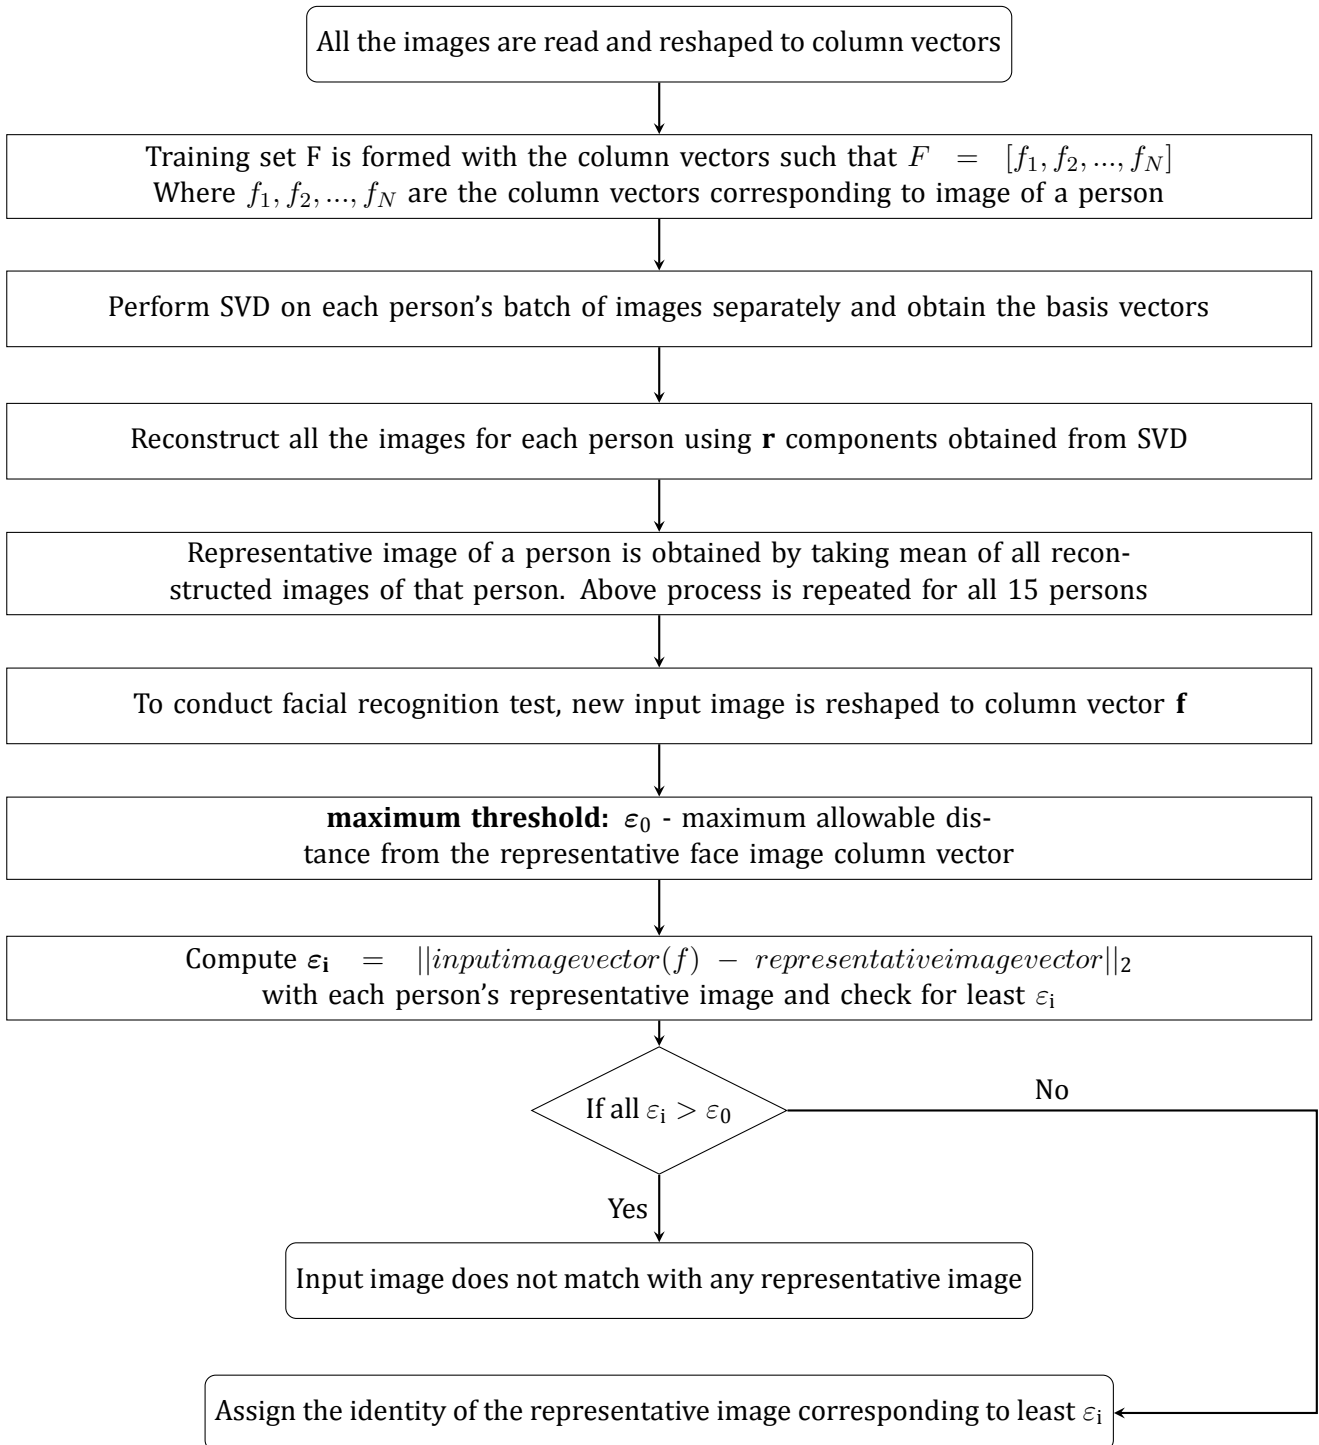 All the images are read and reshaped to column vectors
Training set F is formed with the column vectors such that F = [f₁, f₂, ..., f_N]
Where f₁, f₂, ..., f_N are the column vectors corresponding to image of a person
Perform SVD on each person's batch of images separately and obtain the basis vectors
Reconstruct all the images for each person using r components obtained from SVD
Representative image of a person is obtained by taking mean of all recon-
structed images of that person. Above process is repeated for all 15 persons
To conduct facial recognition test, new input image is reshaped to column vector f
maximum threshold: ε₀ - maximum allowable dis-
tance from the representative face image column vector
Compute εᵢ = ||inputimagevector(f) − representativeimagevector||₂
with each person's representative image and check for least εᵢ
If all εᵢ > ε₀
No
Yes
Input image does not match with any representative image
Assign the identity of the representative image corresponding to least εᵢ